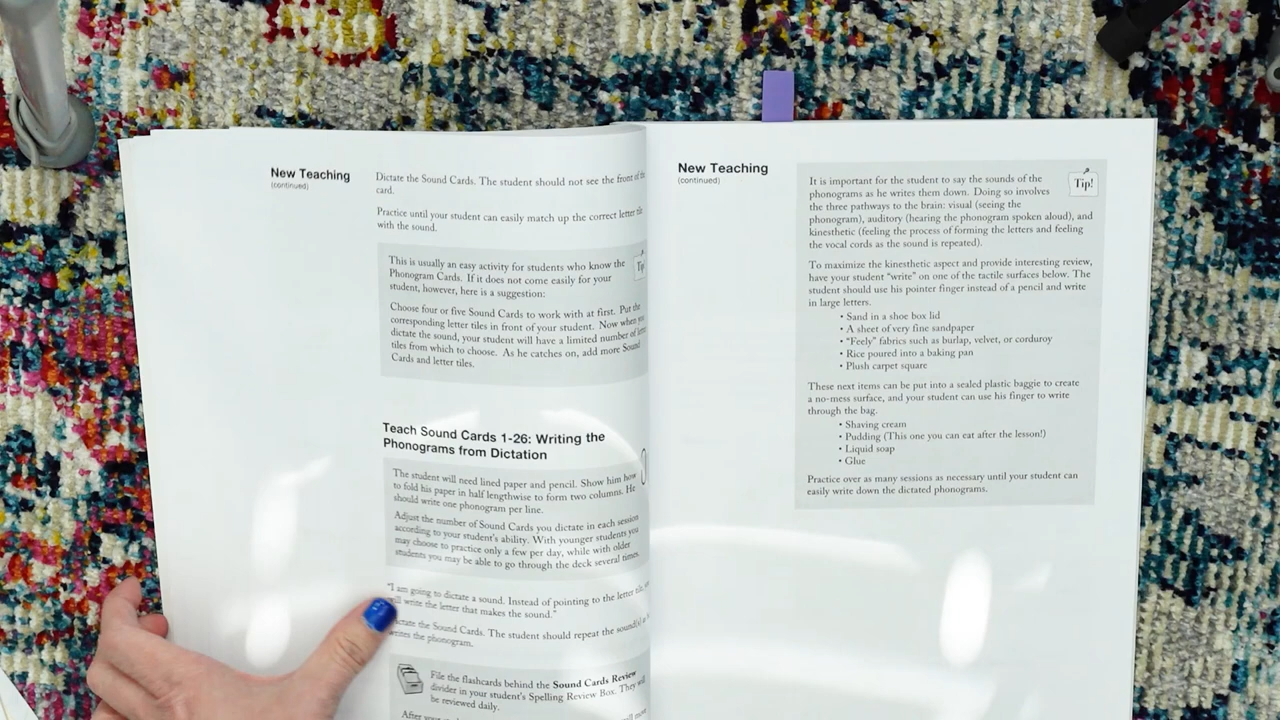 New Teaching
(continued)
Dictate the Sound Cards. The student should not see the front of the
card.
Practice until your student can easily match up the correct letter tile
with the sound.
This is usually an easy activity for students who know the
Phonogram Cards. If it does not come easily for your
student, however, here is a suggestion:
Tip!
Choose four or five Sound Cards to work with at first. Put the
corresponding letter tiles in front of your student. Now when you
dictate the sound, your student will have a limited number of letter
tiles from which to choose. As he catches on, add more Sound
Cards and letter tiles.
Teach Sound Cards 1-26: Writing the
Phonograms from Dictation
The student will need lined paper and pencil. Show him how
to fold his paper in half lengthwise to form two columns. He
should write one phonogram per line.
Adjust the number of Sound Cards you dictate in each session
according to your student's ability. With younger students you
may choose to practice only a few per day, while with older
students you may be able to go through the deck several times.
"I am going to dictate a sound. Instead of pointing to the letter tile,
will write the letter that makes the sound."
the Sound Cards. The student should repeat the sound(s)
the phonogram.
File the flashcards behind the Sound Cards Review
divider in your student's Spelling Review Box. They will
be reviewed daily.
New Teaching
(continued)
It is important for the student to say the sounds of the
phonograms as he writes them down. Doing so involves
the three pathways to the brain: visual (seeing the
phonogram), auditory (hearing the phonogram spoken aloud), and
kinesthetic (feeling the process of forming the letters and feeling
the vocal cords as the sound is repeated).
Tip!
To maximize the kinesthetic aspect and provide interesting review,
have your student "write" on one of the tactile surfaces below. The
student should use his pointer finger instead of a pencil and write
in large letters.
• Sand in a shoe box lid
• A sheet of very fine sandpaper
• "Feely" fabrics such as burlap, velvet, or corduroy
• Rice poured into a baking pan
• Plush carpet square
These next items can be put into a sealed plastic baggie to create
a no-mess surface, and your student can use his finger to write
through the bag.
• Shaving cream
• Pudding (This one you can eat after the lesson!)
• Liquid soap
• Glue
Practice over as many sessions as necessary until your student can
easily write down the dictated phonograms.